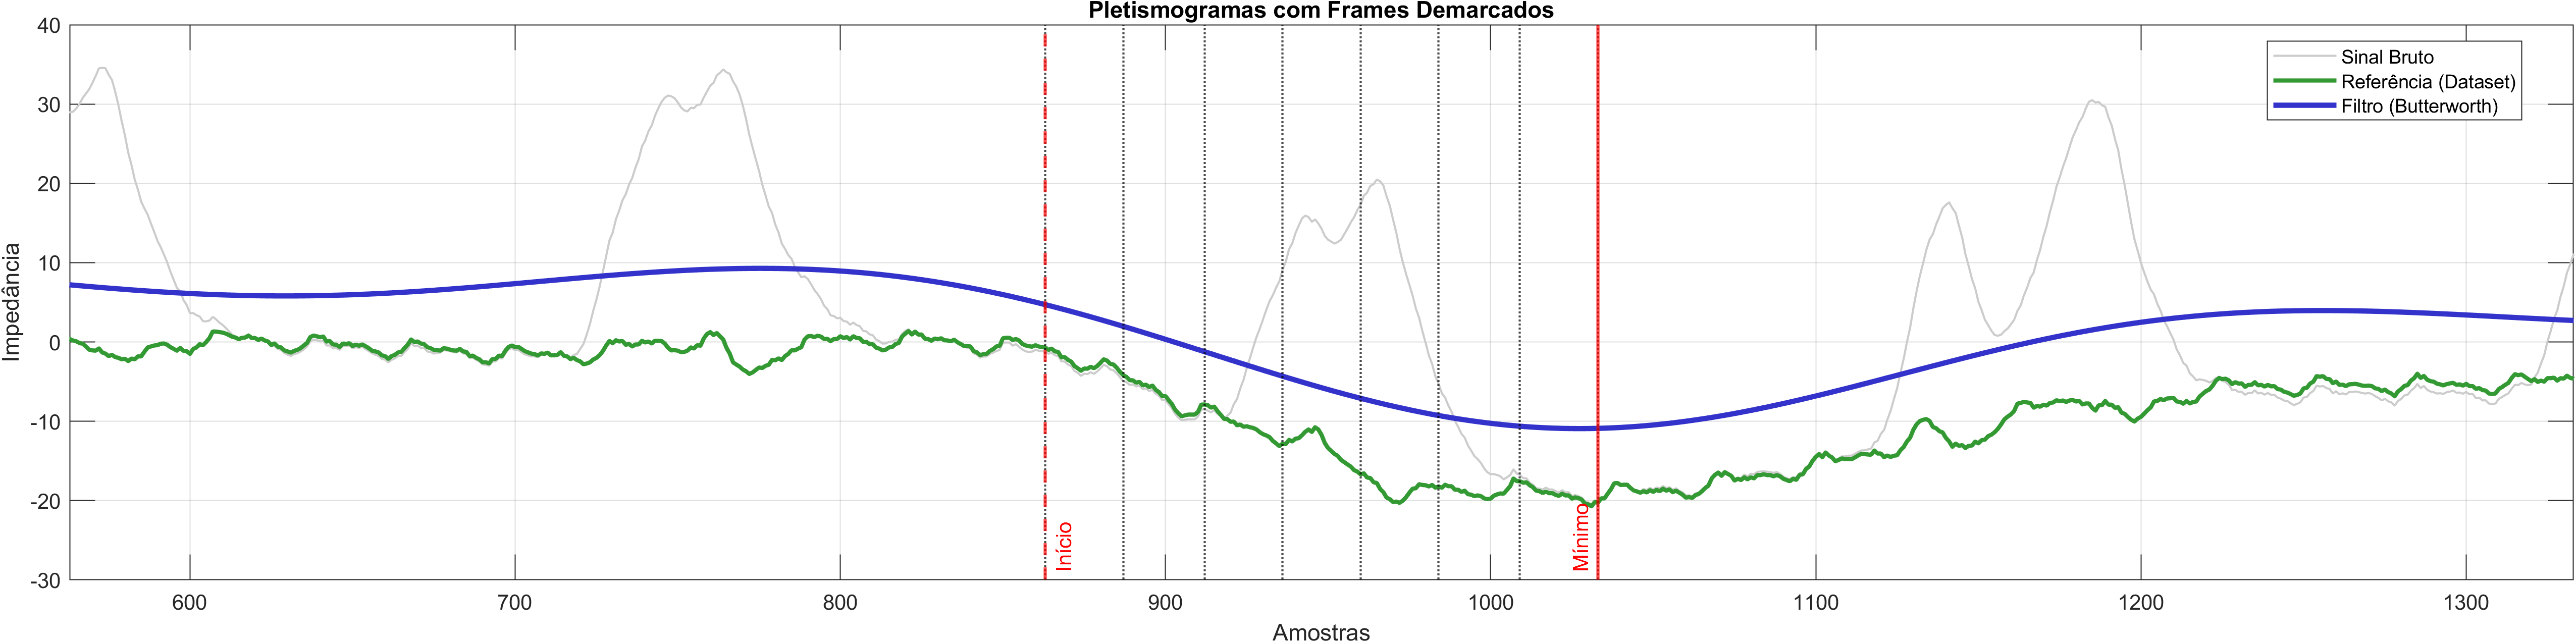 Pletismogramas com Frames Demarcados
40
30
20
10
0
-10
-20
-30
Impedância
Sinal Bruto
Referência (Dataset)
Filtro (Butterworth)
Início
Mínimo
600
700
800
900
1000
1100
1200
1300
Amostras